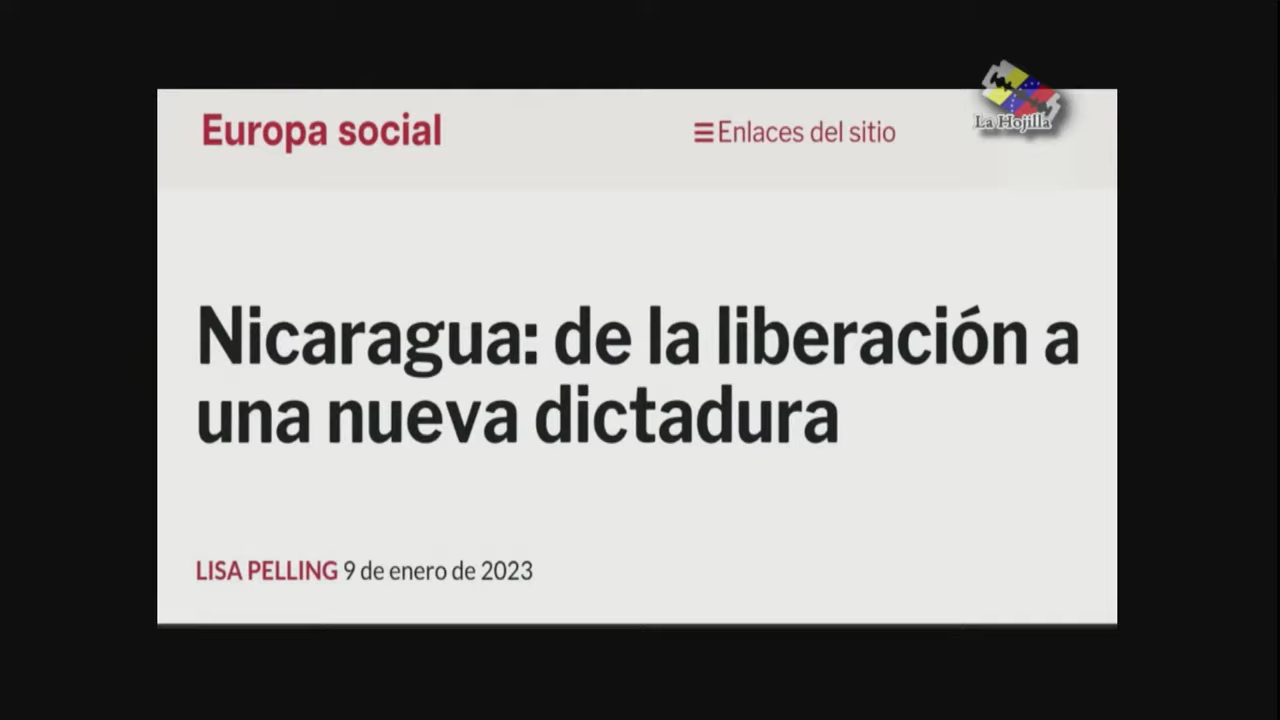 Europa social
Enlaces del sitio
La Hojilla
Nicaragua: de la liberación a
una nueva dictadura
LISA PELLING 9 de enero de 2023